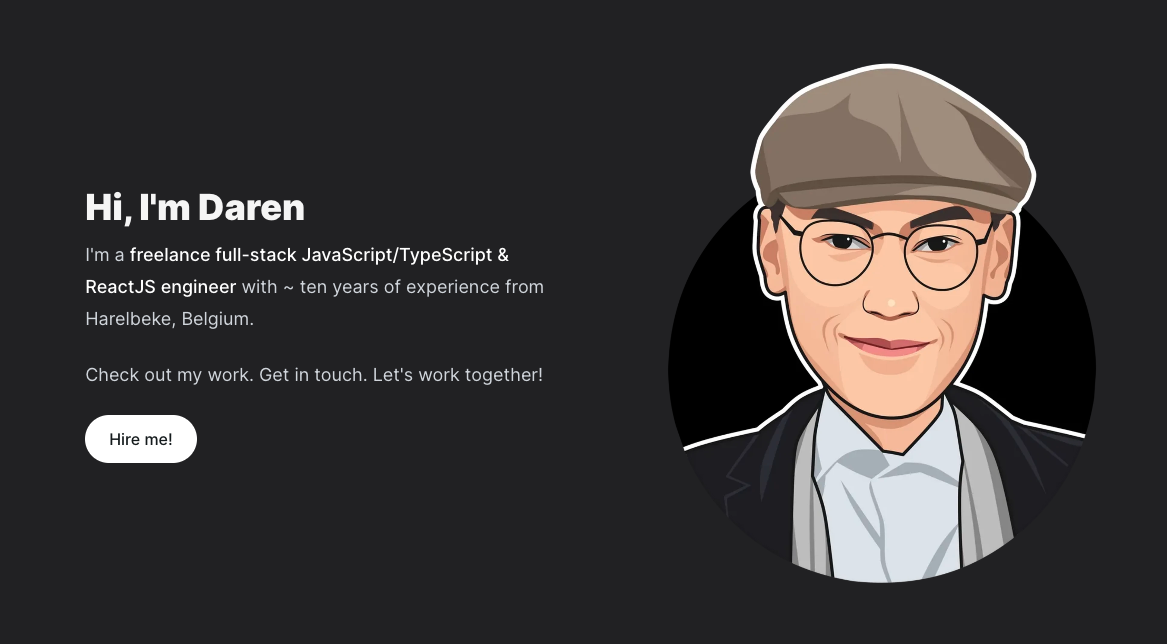 Hi, I'm Daren
I'm a freelance full-stack JavaScript/TypeScript &
ReactJS engineer with ~ ten years of experience from
Harelbeke, Belgium.
Check out my work. Get in touch. Let's work together!
Hire me!